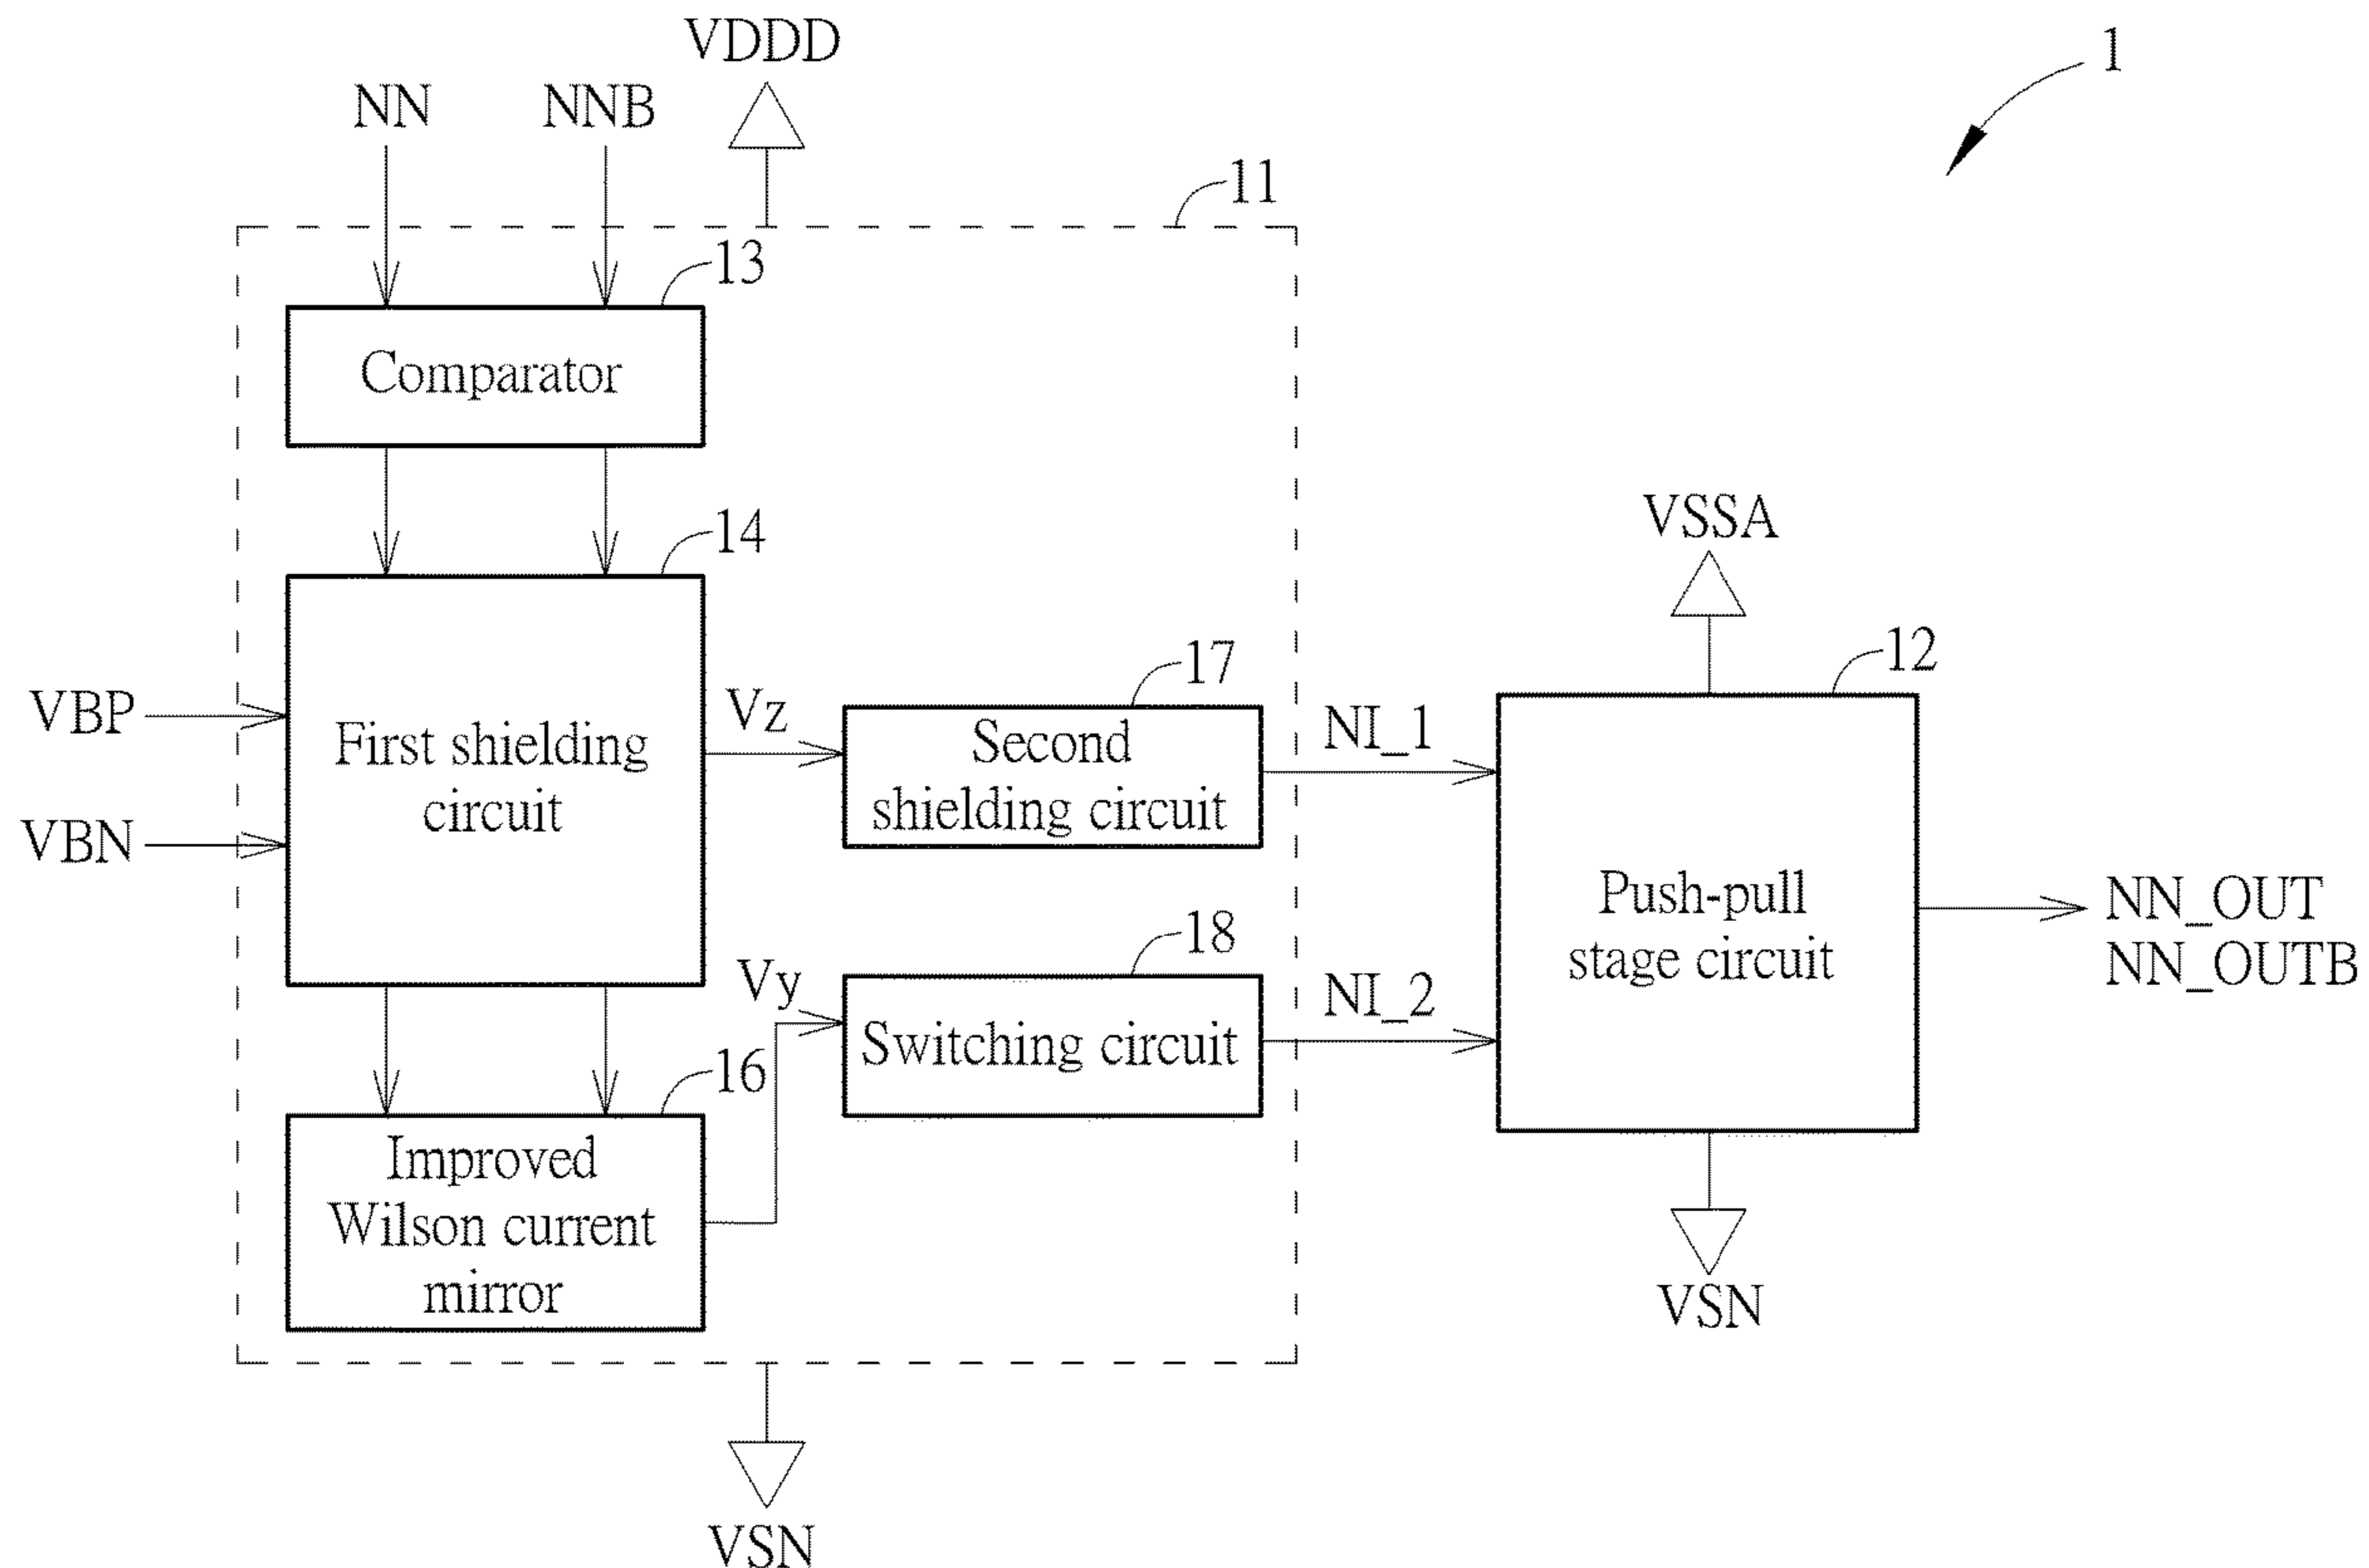 VDDD
1
NN
NNB
11
13
Comparator
14
VSSA
VBP
First shielding
circuit
VBN
Vz
17
Second
shielding circuit
NI_1
12
Push-pull
stage circuit
NN_OUT
NN_OUTB
Vy
18
Switching circuit
NI_2
16
Improved
Wilson current
mirror
VSN
VSN